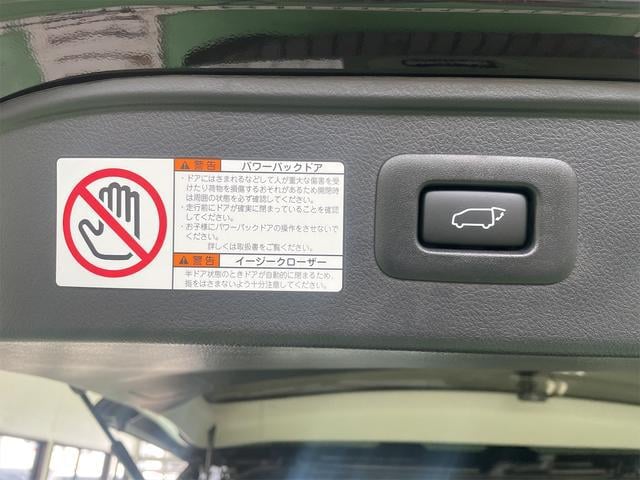 警告 パワーバックドア
・ドアにはさまれるなどして人が重大な傷害を受
けたり荷物を損傷するおそれがあるため開閉時
は周囲の状態を必ず確認してください。
・走行前にドアが確実に閉まっていることを確認
してください。
・お子様にパワーバックドアの操作をさせないで
ください。
詳しくは取扱書をご覧ください。
警告 イージークローザー
半ドア状態のときドアが自動的に閉まるため、
指をはさまないよう十分注意してください。